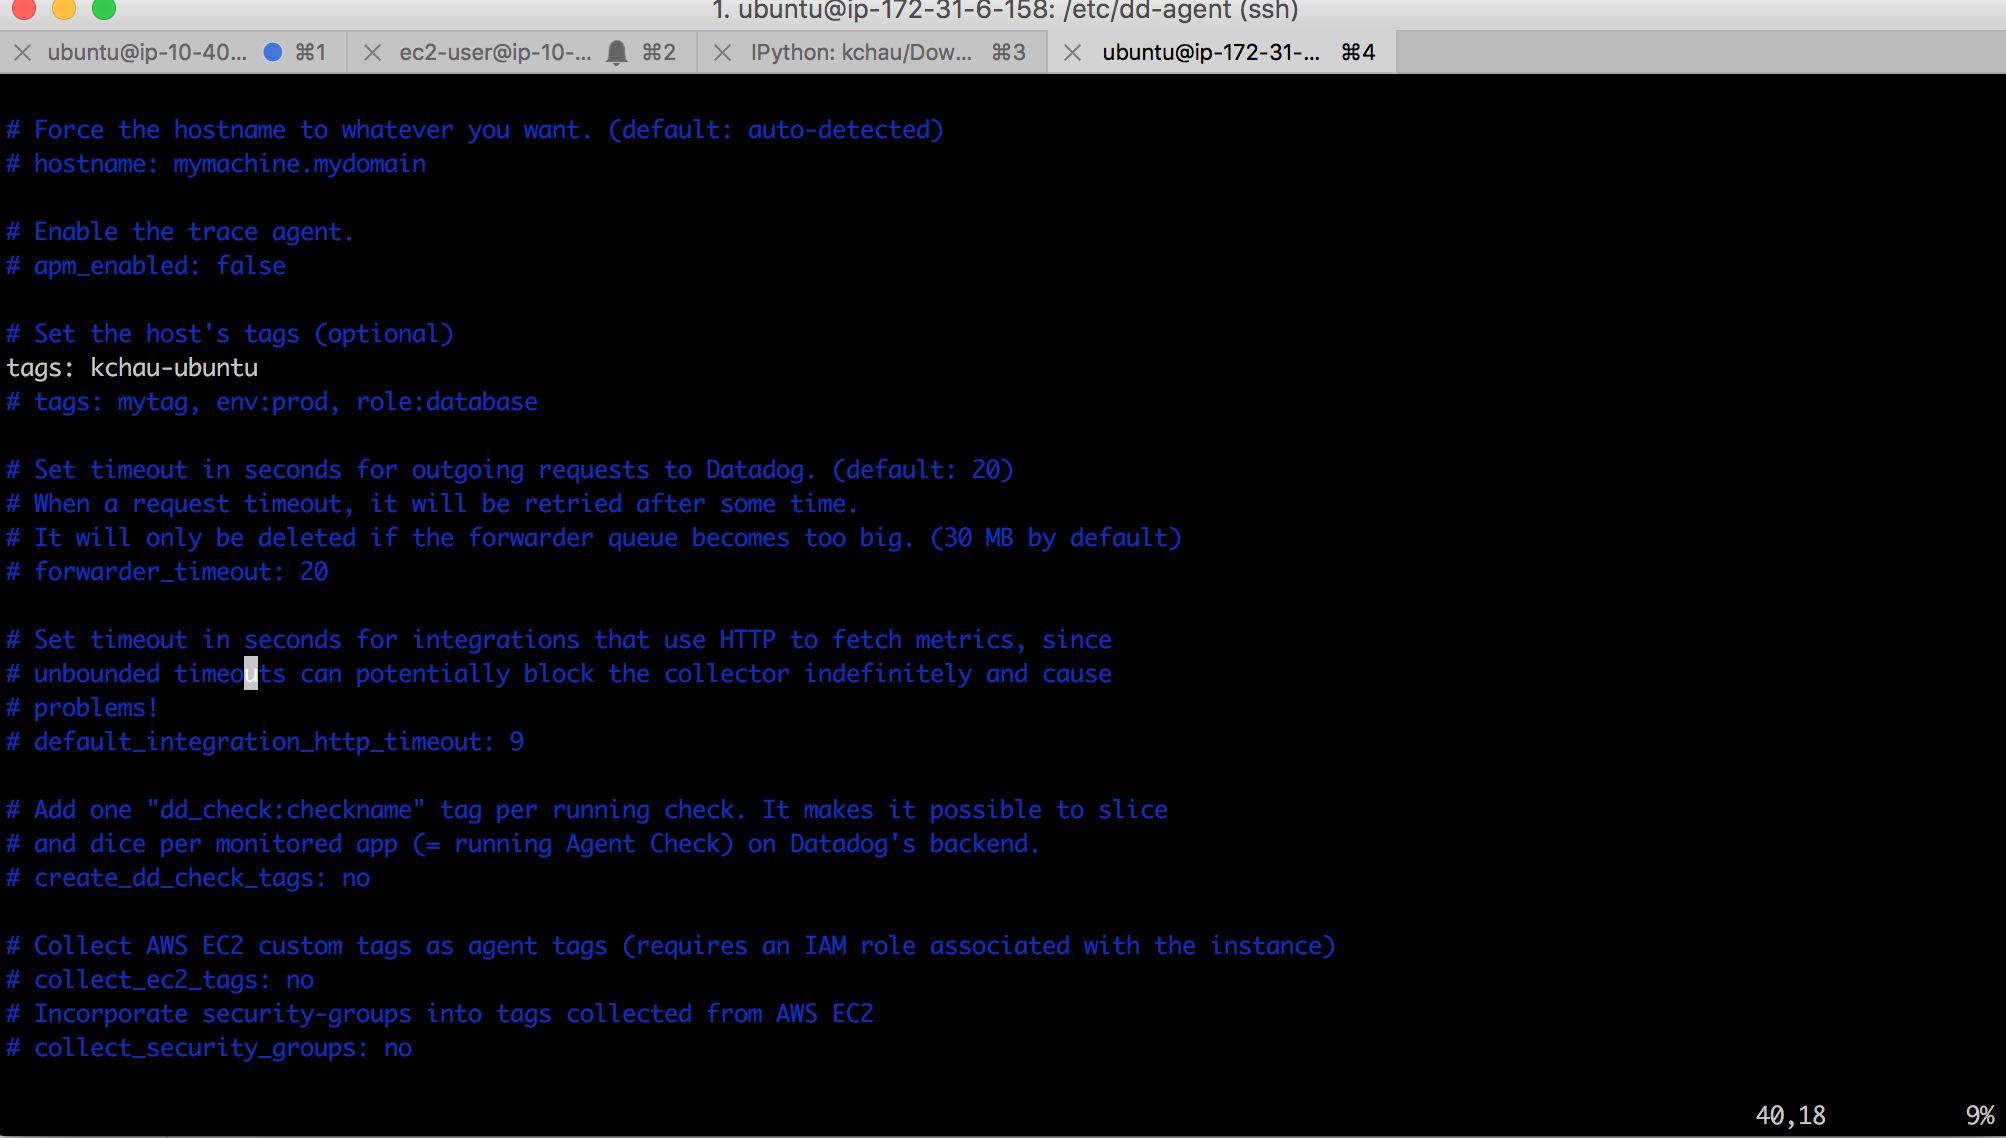 1. ubuntu@ip-172-31-6-158: /etc/dd-agent (ssh)
ubuntu@ip-10-40... ⌘1 ec2-user@ip-10-... ⌘2 IPython: kchau/Dow... ⌘3 ubuntu@ip-172-31-... ⌘4
# Force the hostname to whatever you want. (default: auto-detected)
# hostname: mymachine.mydomain
# Enable the trace agent.
# apm_enabled: false
# Set the host's tags (optional)
tags: kchau-ubuntu
# tags: mytag, env:prod, role:database
# Set timeout in seconds for outgoing requests to Datadog. (default: 20)
# When a request timeout, it will be retried after some time.
# It will only be deleted if the forwarder queue becomes too big. (30 MB by default)
# forwarder_timeout: 20
# Set timeout in seconds for integrations that use HTTP to fetch metrics, since
# unbounded timeouts can potentially block the collector indefinitely and cause
# problems!
# default_integration_http_timeout: 9
# Add one "dd_check:checkname" tag per running check. It makes it possible to slice
# and dice per monitored app (= running Agent Check) on Datadog's backend.
# create_dd_check_tags: no
# Collect AWS EC2 custom tags as agent tags (requires an IAM role associated with the instance)
# collect_ec2_tags: no
# Incorporate security-groups into tags collected from AWS EC2
# collect_security_groups: no
40,18 9%